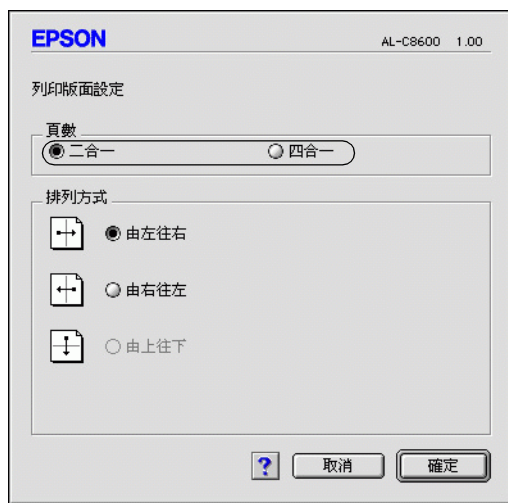 EPSON AL-C8600 1.00
列印版面設定
頁數
二合一 四合一
排列方式
由左往右
由右往左
由上往下
? 取消 確定